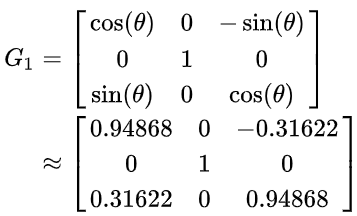 G₁ = [ cos(θ) 0 − sin(θ)
0 1 0
sin(θ) 0 cos(θ) ]
≈ [ 0.94868 0 −0.31622
0 1 0
0.31622 0 0.94868 ]